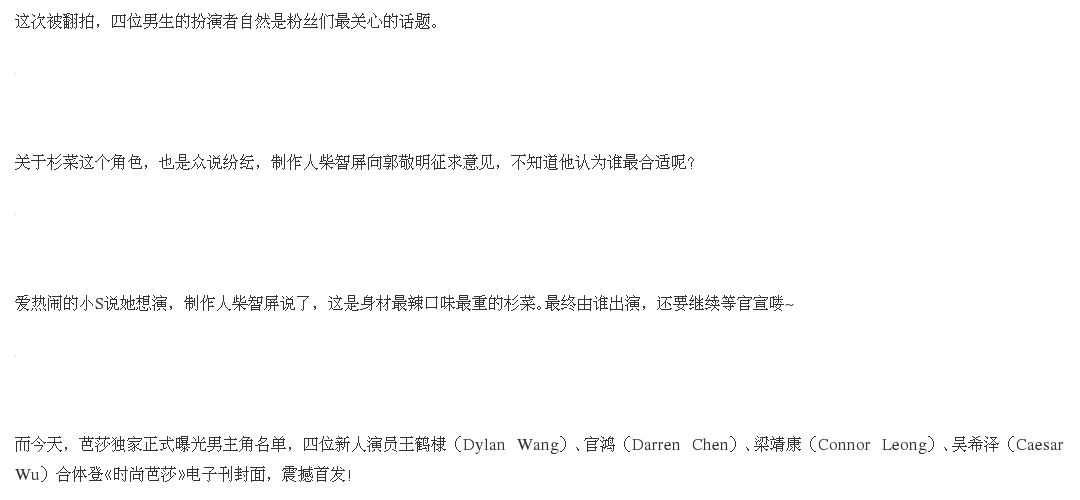 这次被翻拍，四位男生的扮演者自然是粉丝们最关心的话题。
关于杉菜这个角色，也是众说纷纭，制作人柴智屏向郭敬明征求意见，不知道他认为谁最合适呢？
爱热闹的小S说她想演，制作人柴智屏说了，这是身材最辣口味最重的杉菜。最终由谁出演，还要继续等官宣喽~
而今天，芭莎独家正式曝光男主角名单，四位新人演员王鹤棣（Dylan Wang）、官鸿（Darren Chen）、梁靖康（Connor Leong）、吴希泽（Caesar
Wu）合体登《时尚芭莎》电子刊封面，震撼首发！